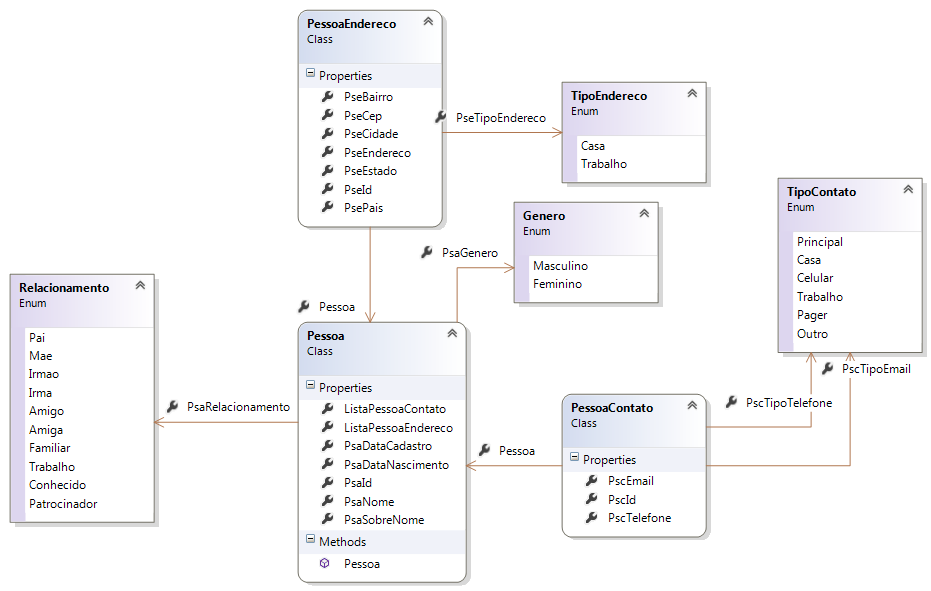 PessoaEndereco
Class
Properties
PseBairro
PseCep
PseCidade
PseEndereco
PseEstado
PseId
PsePais
PseTipoEndereco
TipoEndereco
Enum
Casa
Trabalho
TipoContato
Enum
Principal
Casa
Celular
Trabalho
Pager
Outro
Genero
Enum
Masculino
Feminino
PsaGenero
Pessoa
Relacionamento
Enum
Pai
Mae
Irmao
Irma
Amigo
Amiga
Familiar
Trabalho
Conhecido
Patrocinador
PsaRelacionamento
Pessoa
Class
Properties
ListaPessoaContato
ListaPessoaEndereco
PsaDataCadastro
PsaDataNascimento
PsaId
PsaNome
PsaSobreNome
Methods
Pessoa
Pessoa
PessoaContato
Class
Properties
PscEmail
PscId
PscTelefone
PscTipoTelefone
PscTipoEmail